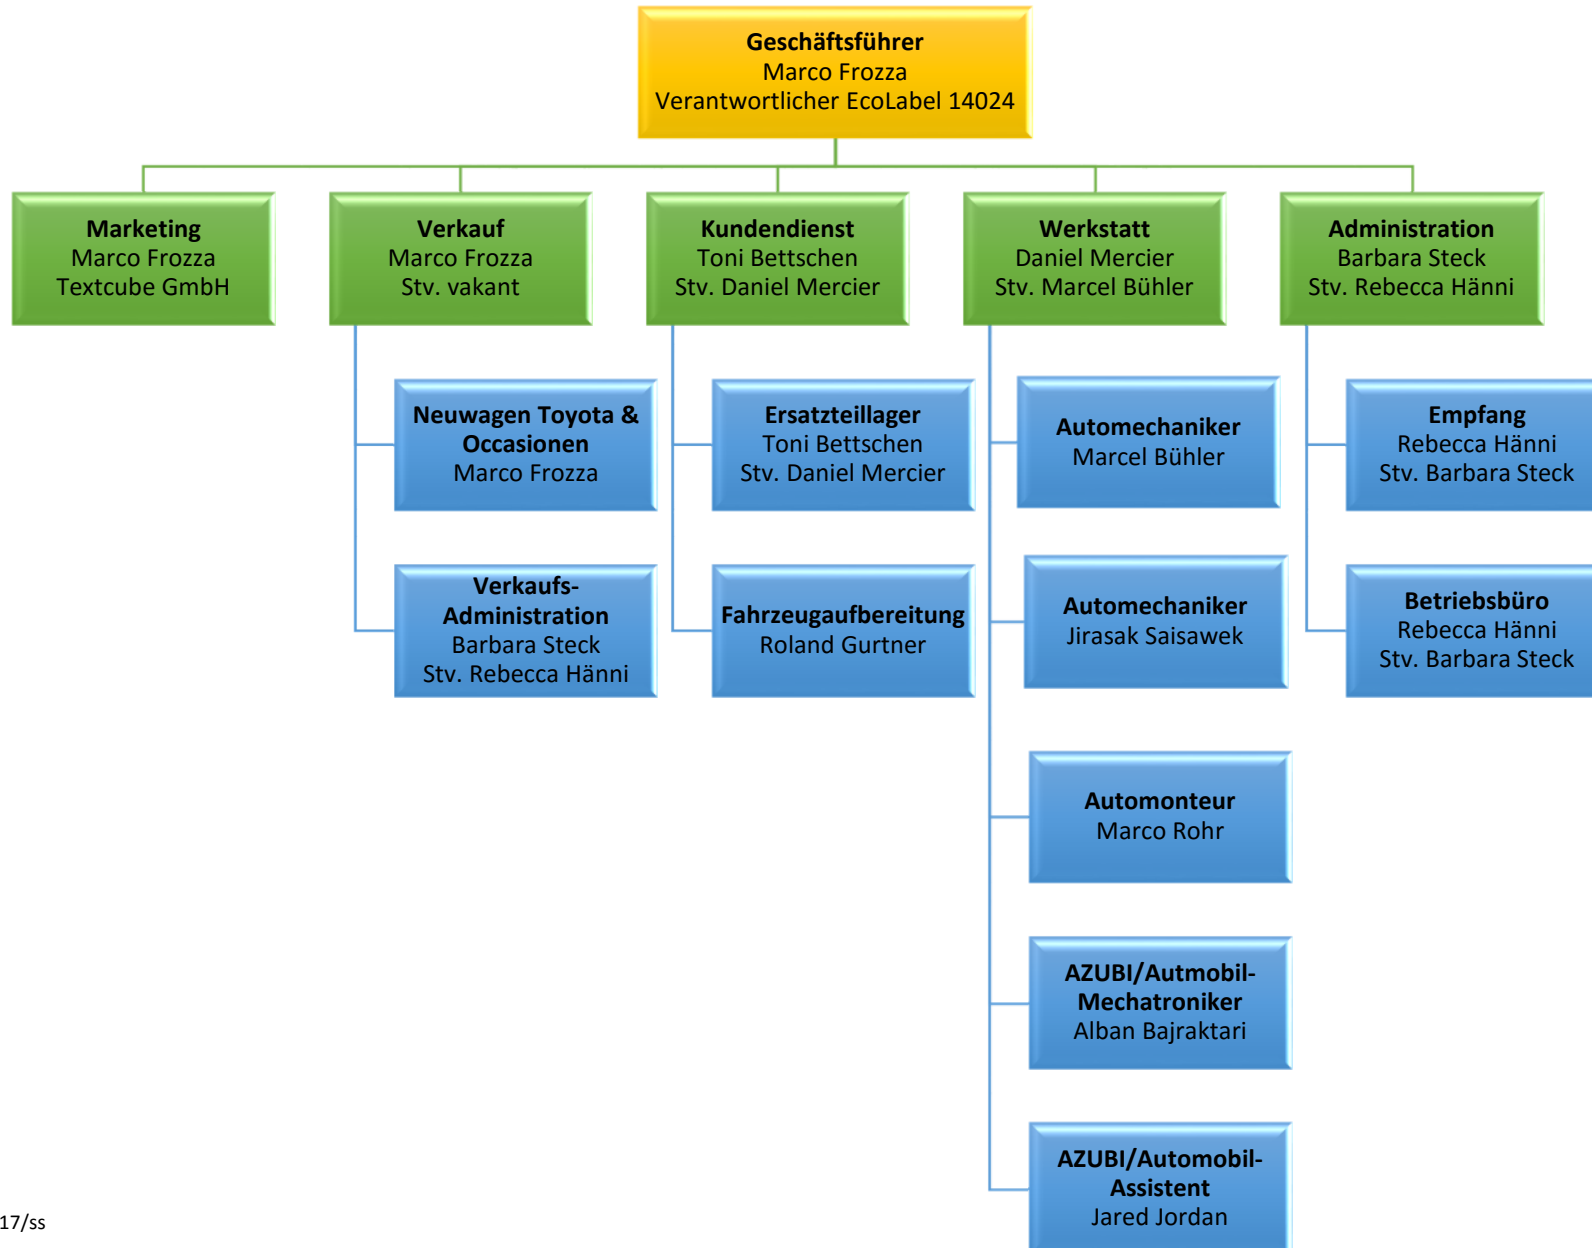 Geschäftsführer
Marco Frozza
Verantwortlicher EcoLabel 14024
Marketing
Marco Frozza
Textcube GmbH
Verkauf
Marco Frozza
Stv. vakant
Kundendienst
Toni Bettschen
Stv. Daniel Mercier
Werkstatt
Daniel Mercier
Stv. Marcel Bühler
Administration
Barbara Steck
Stv. Rebecca Hänni
Neuwagen Toyota &
Occasionen
Marco Frozza
Verkaufs-
Administration
Barbara Steck
Stv. Rebecca Hänni
Ersatzteillager
Toni Bettschen
Stv. Daniel Mercier
Fahrzeugaufbereitung
Roland Gurtner
Automechaniker
Marcel Bühler
Automechaniker
Jirasak Saisawek
Automonteur
Marco Rohr
AZUBI/Autmobil-
Mechatroniker
Alban Bajraktari
AZUBI/Automobil-
Assistent
Jared Jordan
Empfang
Rebecca Hänni
Stv. Barbara Steck
Betriebsbüro
Rebecca Hänni
Stv. Barbara Steck
17/ss